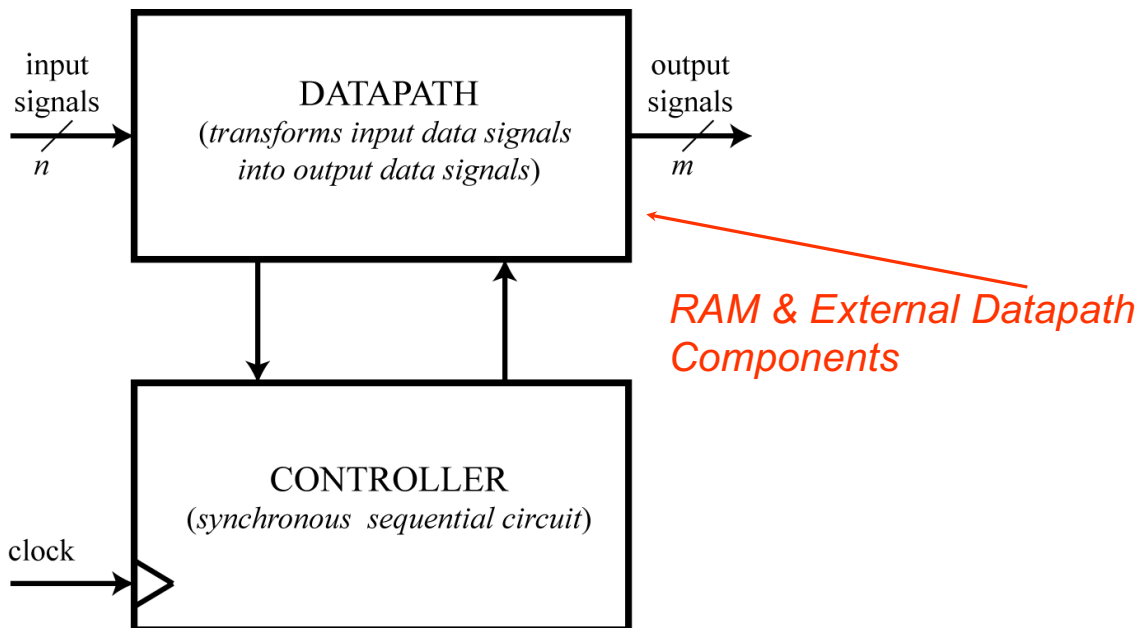 input
signals
n
DATAPATH
(transforms input data signals
into output data signals)
output
signals
m
RAM & External Datapath
Components
CONTROLLER
(synchronous sequential circuit)
clock